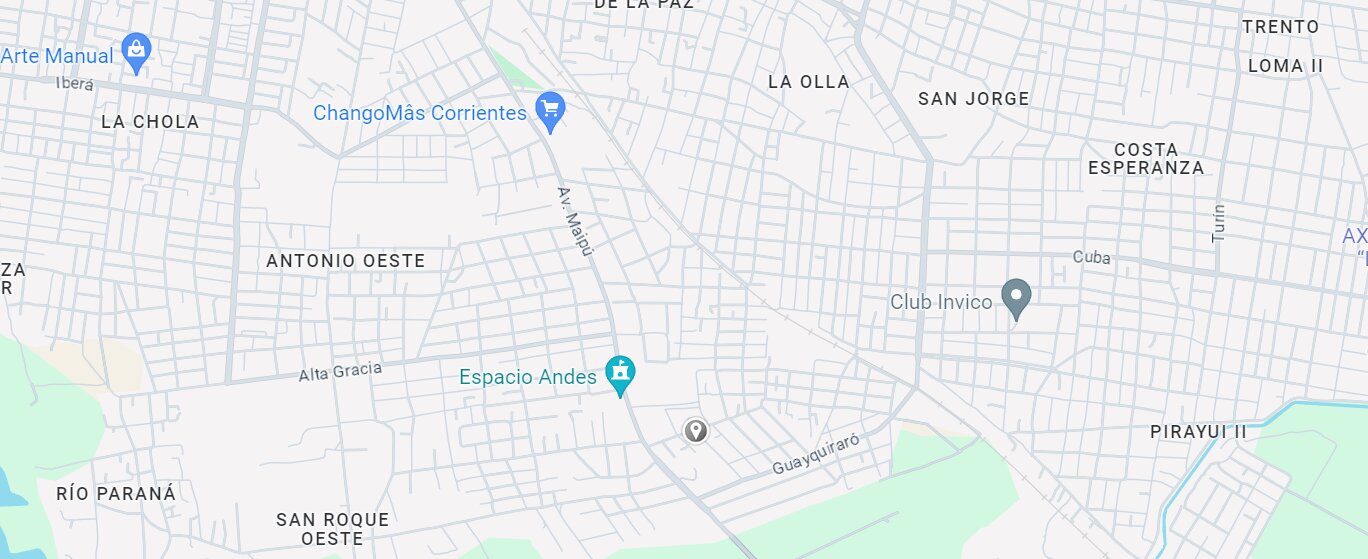 DE LA PAZ
TRENTO
Arte Manual
LOMA II
Iberá
LA OLLA
SAN JORGE
ChangoMâs Corrientes
LA CHOLA
COSTA
ESPERANZA
Av. Maipú
Turín
AX
"L
ANTONIO OESTE
Cuba
ZA
R
Club Invico
Alta Gracia
Espacio Andes
PIRAYUI II
Guayquiraró
RÍO PARANÁ
SAN ROQUE
OESTE